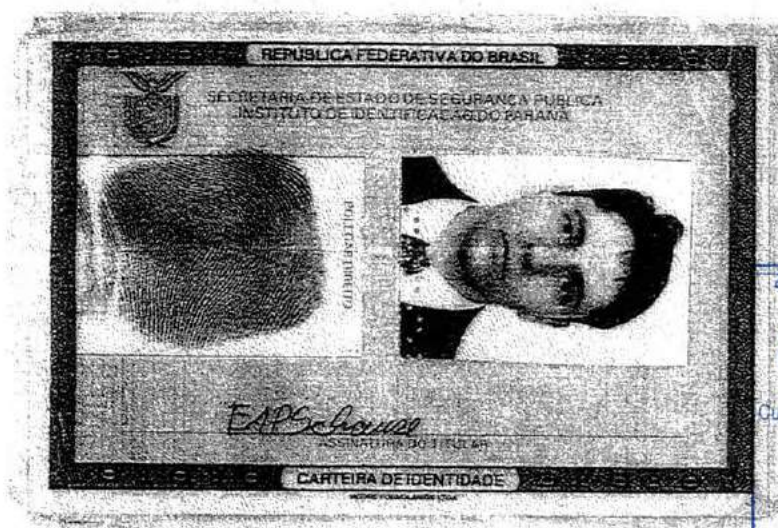 REPÚBLICA FEDERATIVA DO BRASIL
SECRETARIA DE ESTADO DE SEGURANÇA PÚBLICA
INSTITUTO DE IDENTIFICAÇÃO DO PARANÁ
POLEGAR DIREITO
ASSINATURA DO TITULAR
CARTEIRA DE IDENTIDADE